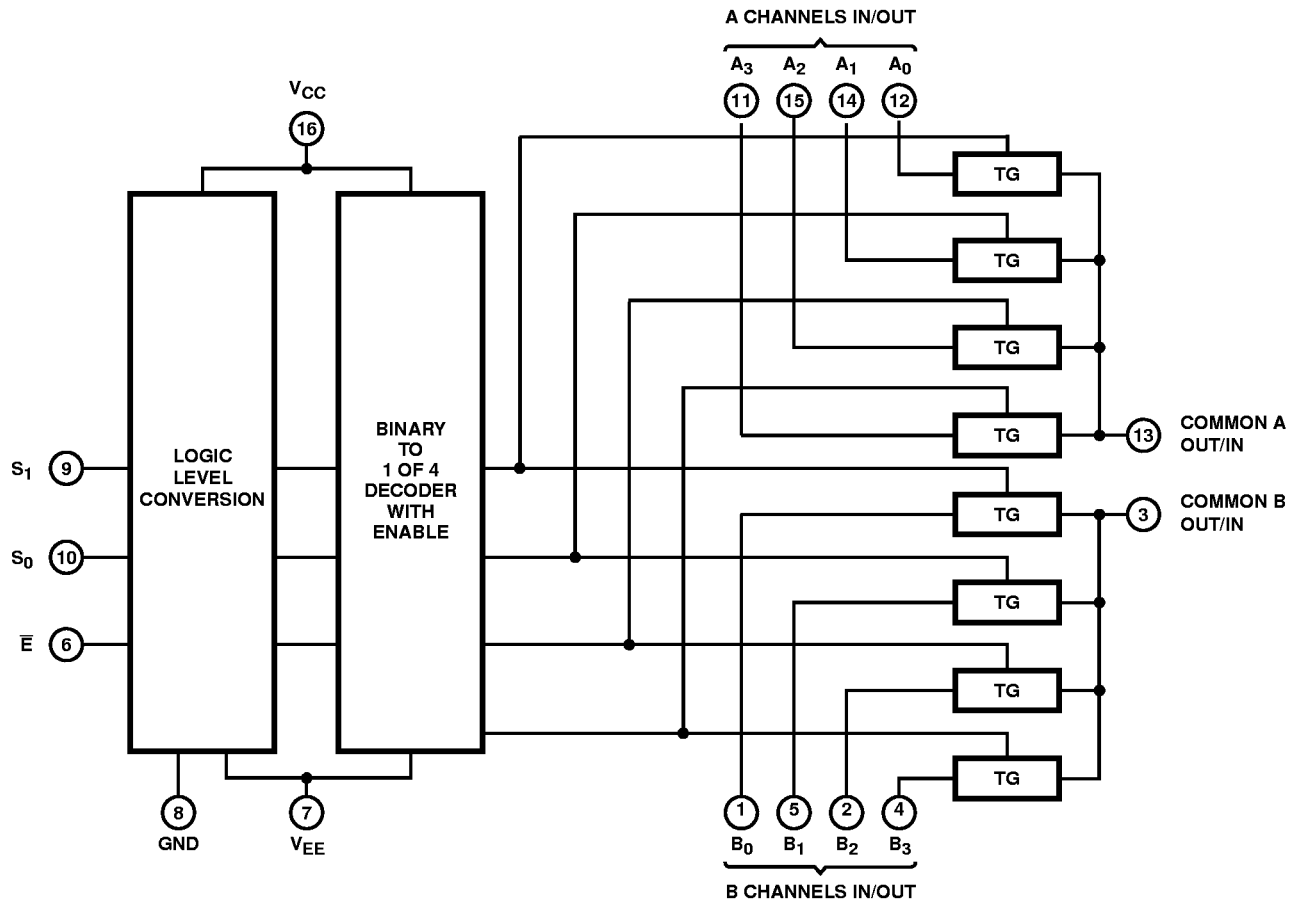 A CHANNELS IN/OUT
A3 A2 A1 A0
11 15 14 12
VCC
16
TG
TG
TG
TG
13 COMMON A
OUT/IN
S1 9
LOGIC
LEVEL
CONVERSION
BINARY
TO
1 OF 4
DECODER
WITH
ENABLE
TG
3 COMMON B
OUT/IN
S0 10
TG
E̅ 6
TG
TG
8
GND
7
VEE
1 5 2 4
B0 B1 B2 B3
B CHANNELS IN/OUT